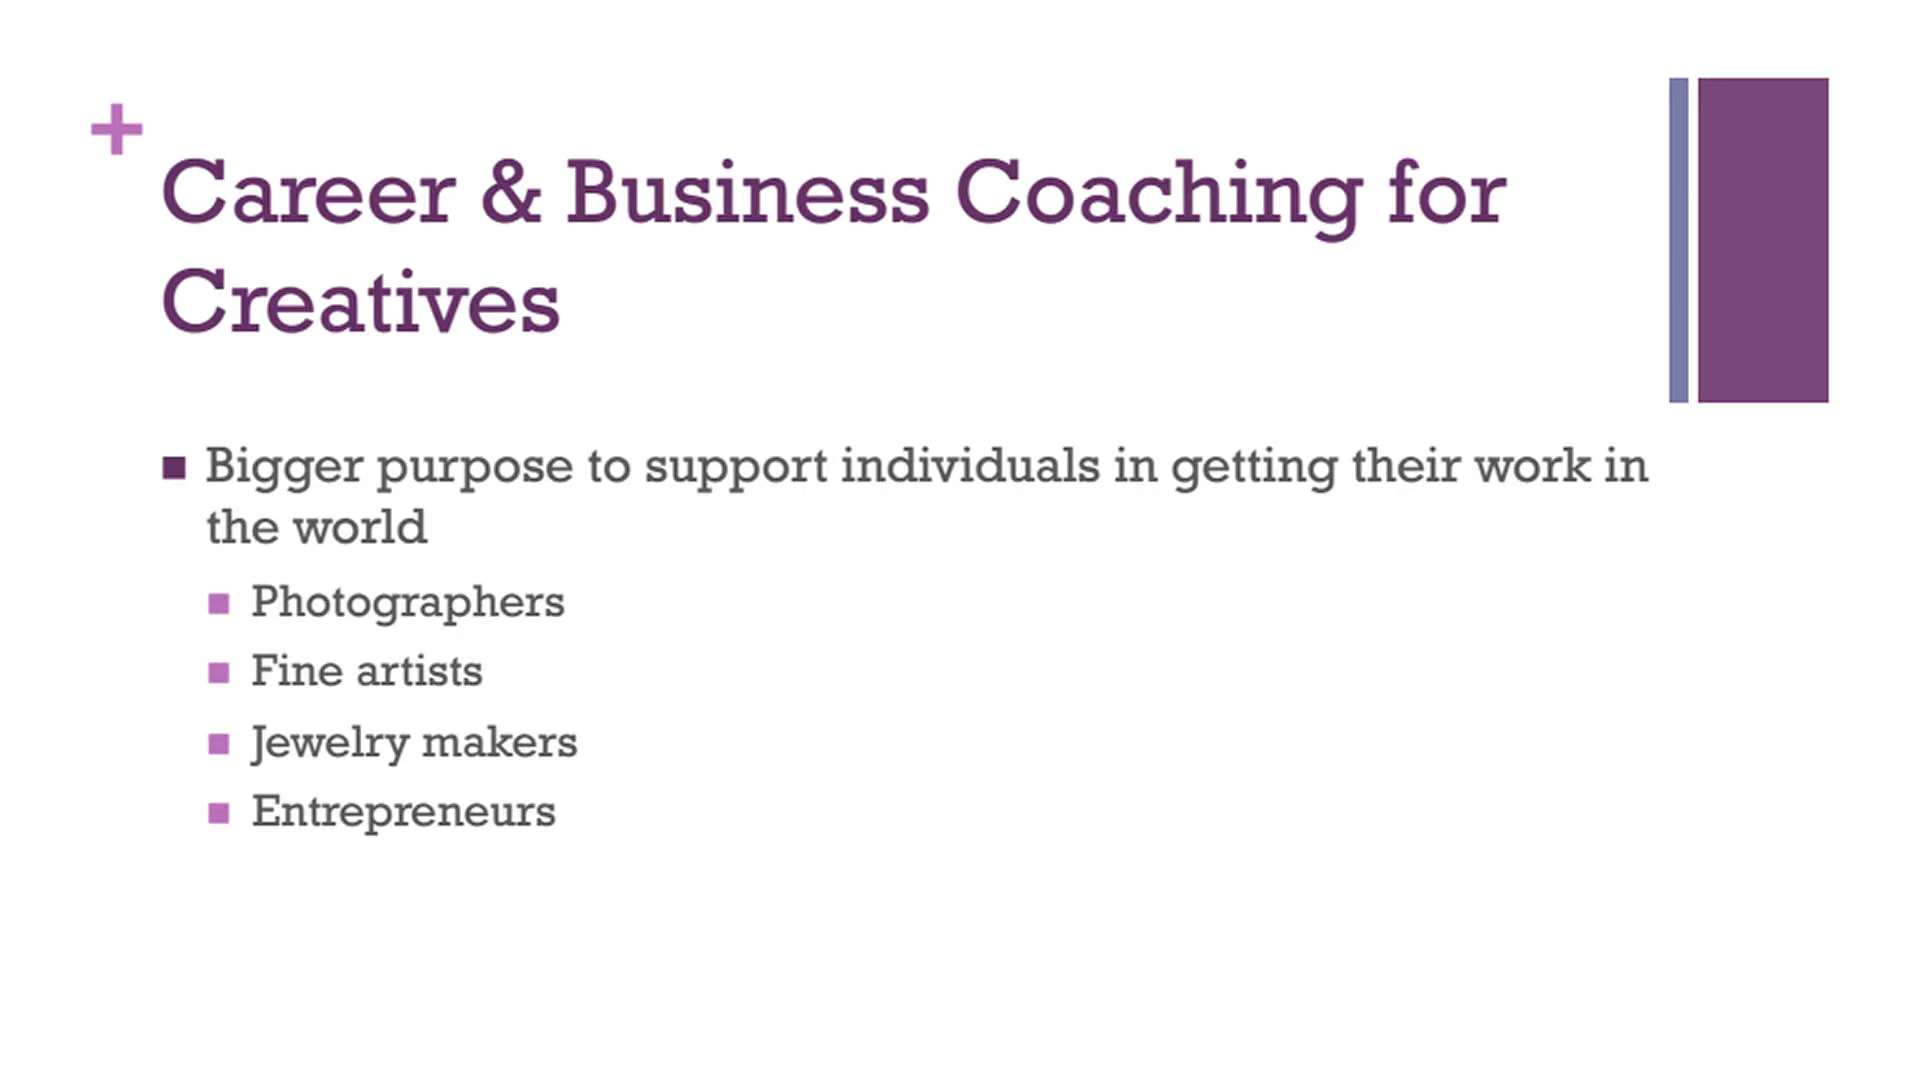 Career & Business Coaching for
Creatives
Bigger purpose to support individuals in getting their work in
the world
Photographers
Fine artists
Jewelry makers
Entrepreneurs